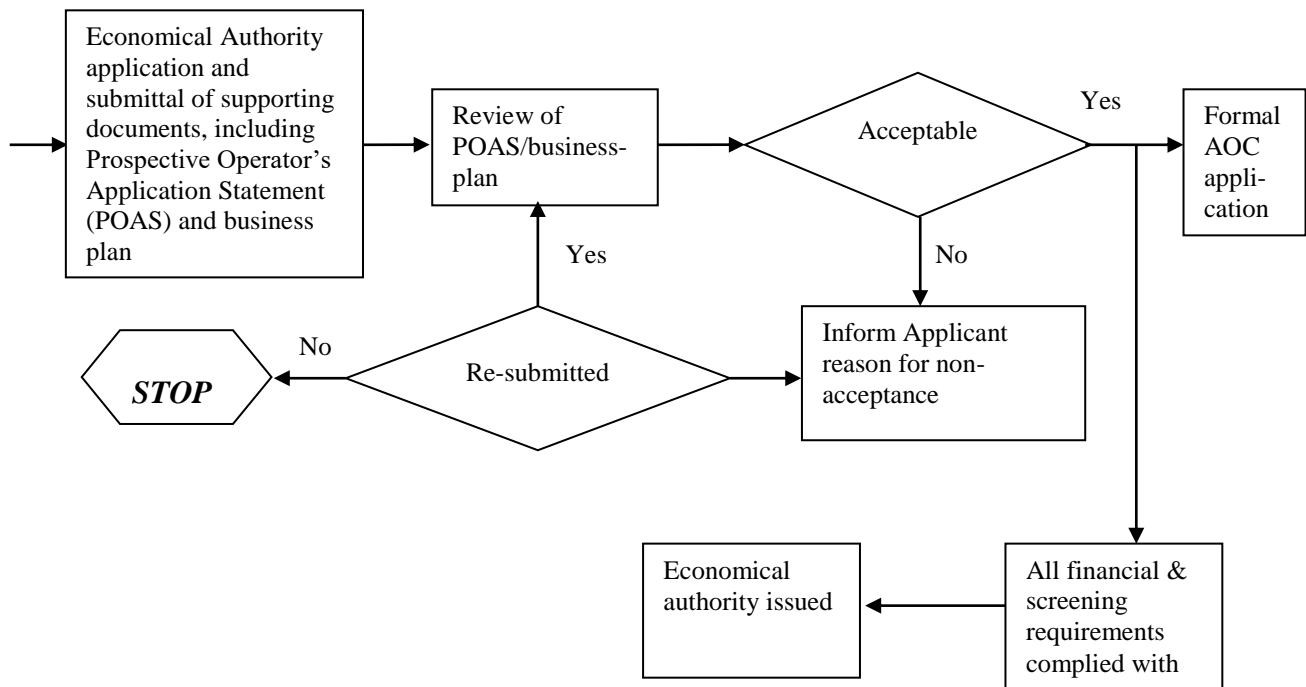 Economical Authority
application and
submittal of supporting
documents, including
Prospective Operator's
Application Statement
(POAS) and business
plan
Review of
POAS/business-
plan
Acceptable
Yes
Formal
AOC
appli-
cation
Yes
No
No
STOP
Re-submitted
Inform Applicant
reason for non-
acceptance
Economical
authority issued
All financial &
screening
requirements
complied with